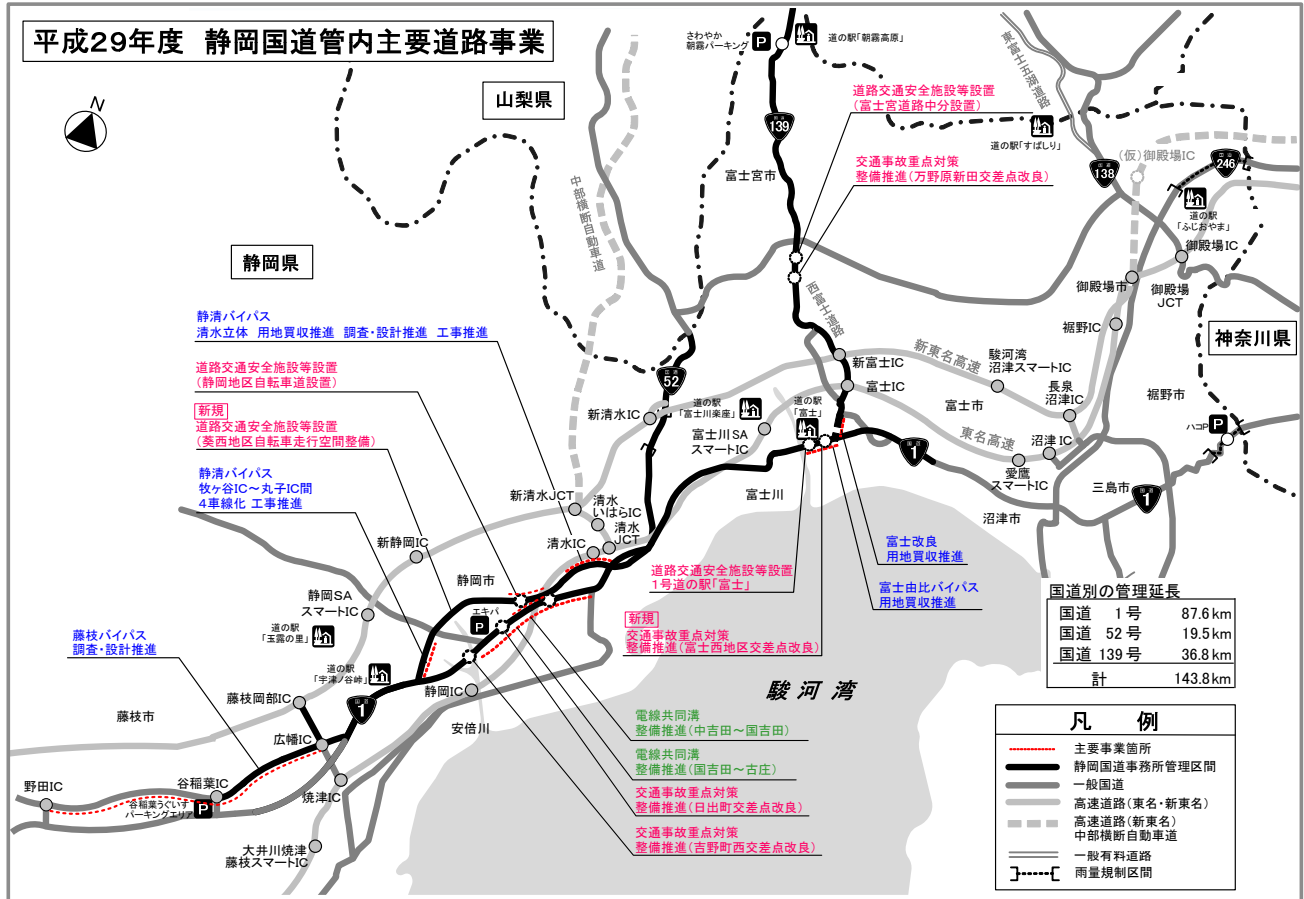 平成29年度 静岡国道管内主要道路事業
N
山梨県
静岡県
神奈川県
さわやか
朝霧パーキング
P
道の駅「朝霧高原」
東富士五湖道路
国道
139
道路交通安全施設等設置
(富士宮道路中分設置)
道の駅「すばしり」
国道
138
(仮)御殿場IC
国道
246
交通事故重点対策
整備推進(万野原新田交差点改良)
富士宮市
中部横断自動車道
道の駅
「ふじおやま」
御殿場IC
御殿場市
御殿場
JCT
西富士道路
静清バイパス
清水立体 用地買収推進 調査・設計推進 工事推進
裾野IC
新東名高速
駿河湾
沼津スマートIC
新富士IC
道路交通安全施設等設置
(静岡地区自転車道設置)
国道
52
富士IC
長泉
沼津IC
裾野市
新規
道路交通安全施設等設置
(葵西地区自転車走行空間整備)
新清水IC
道の駅
「富士川楽座」
道の駅
「富士」
富士市
富士川SA
スマートIC
東名高速
沼津IC
ハコP
P
国道
1
愛鷹
スマートIC
静清バイパス
牧ヶ谷IC～丸子IC間
4車線化 工事推進
新清水JCT
清水
いはらIC
富士川
三島市
国道
1
沼津市
清水
JCT
清水IC
新静岡IC
富士改良
用地買収推進
道路交通安全施設等設置
1号道の駅「富士」
静岡市
富士由比バイパス
用地買収推進
静岡SA
スマートIC
エキパ
P
新規
交通事故重点対策
整備推進(富士西地区交差点改良)
国道別の管理延長
国道 1号 87.6km
国道 52号 19.5km
国道 139号 36.8km
計 143.8km
道の駅
「玉露の里」
藤枝バイパス
調査・設計推進
道の駅
「宇津ノ谷峠」
静岡IC
駿河湾
藤枝岡部IC
国道
1
安倍川
藤枝市
広幡IC
電線共同溝
整備推進(中吉田～国吉田)
電線共同溝
整備推進(国吉田～古庄)
野田IC
谷稲葉IC
谷稲葉うぐいす
パーキングエリア
P
焼津IC
交通事故重点対策
整備推進(日出町交差点改良)
交通事故重点対策
整備推進(吉野町西交差点改良)
大井川焼津
藤枝スマートIC
凡例
主要事業箇所
静岡国道事務所管理区間
一般国道
高速道路(東名・新東名)
高速道路(新東名)
中部横断自動車道
一般有料道路
雨量規制区間